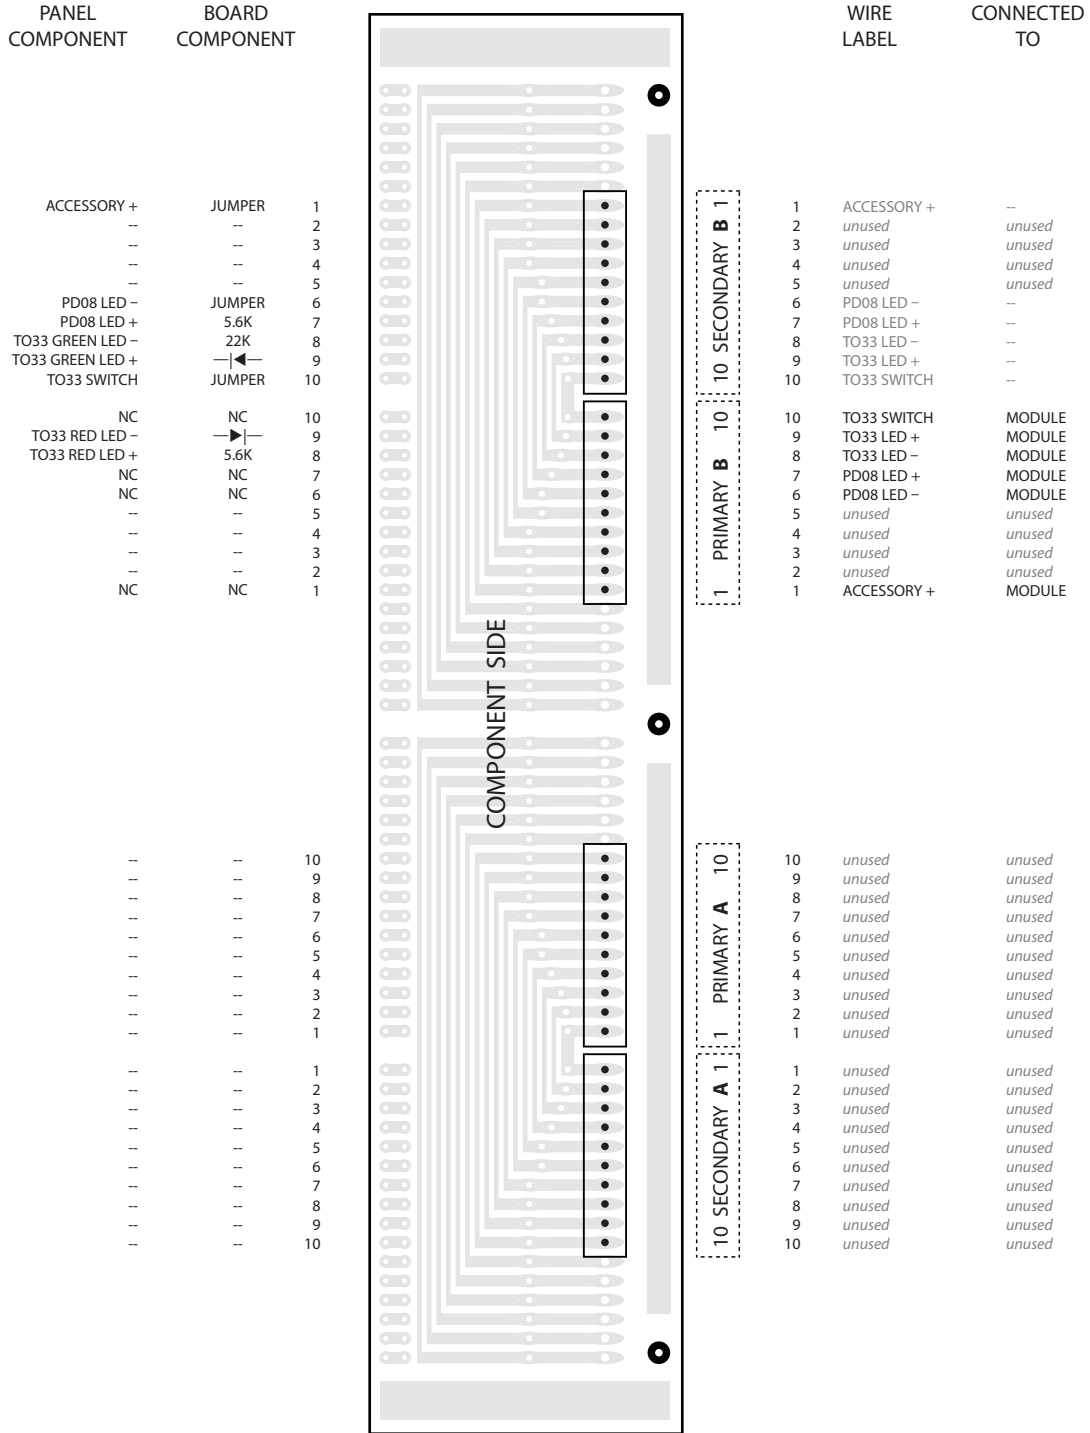 PANEL COMPONENT
BOARD COMPONENT
WIRE LABEL
CONNECTED TO
ACCESSORY + JUMPER 1 1 ACCESSORY + --
-- -- 2 2 unused unused
-- -- 3 3 unused unused
-- -- 4 4 unused unused
-- -- 5 5 unused unused
PD08 LED – JUMPER 6 6 PD08 LED – --
PD08 LED + 5.6K 7 7 PD08 LED + --
TO33 GREEN LED – 22K 8 8 TO33 LED – --
TO33 GREEN LED + 9 9 TO33 LED + --
TO33 SWITCH JUMPER 10 10 TO33 SWITCH --
10 SECONDARY B 1
NC NC 10 10 TO33 SWITCH MODULE
TO33 RED LED – 9 9 TO33 LED + MODULE
TO33 RED LED + 5.6K 8 8 TO33 LED – MODULE
NC NC 7 7 PD08 LED + MODULE
NC NC 6 6 PD08 LED – MODULE
-- -- 5 5 unused unused
-- -- 4 4 unused unused
-- -- 3 3 unused unused
-- -- 2 2 unused unused
NC NC 1 1 ACCESSORY + MODULE
1 PRIMARY B 10
COMPONENT SIDE
-- -- 10 10 unused unused
-- -- 9 9 unused unused
-- -- 8 8 unused unused
-- -- 7 7 unused unused
-- -- 6 6 unused unused
-- -- 5 5 unused unused
-- -- 4 4 unused unused
-- -- 3 3 unused unused
-- -- 2 2 unused unused
-- -- 1 1 unused unused
1 PRIMARY A 10
-- -- 1 1 unused unused
-- -- 2 2 unused unused
-- -- 3 3 unused unused
-- -- 4 4 unused unused
-- -- 5 5 unused unused
-- -- 6 6 unused unused
-- -- 7 7 unused unused
-- -- 8 8 unused unused
-- -- 9 9 unused unused
-- -- 10 10 unused unused
10 SECONDARY A 1